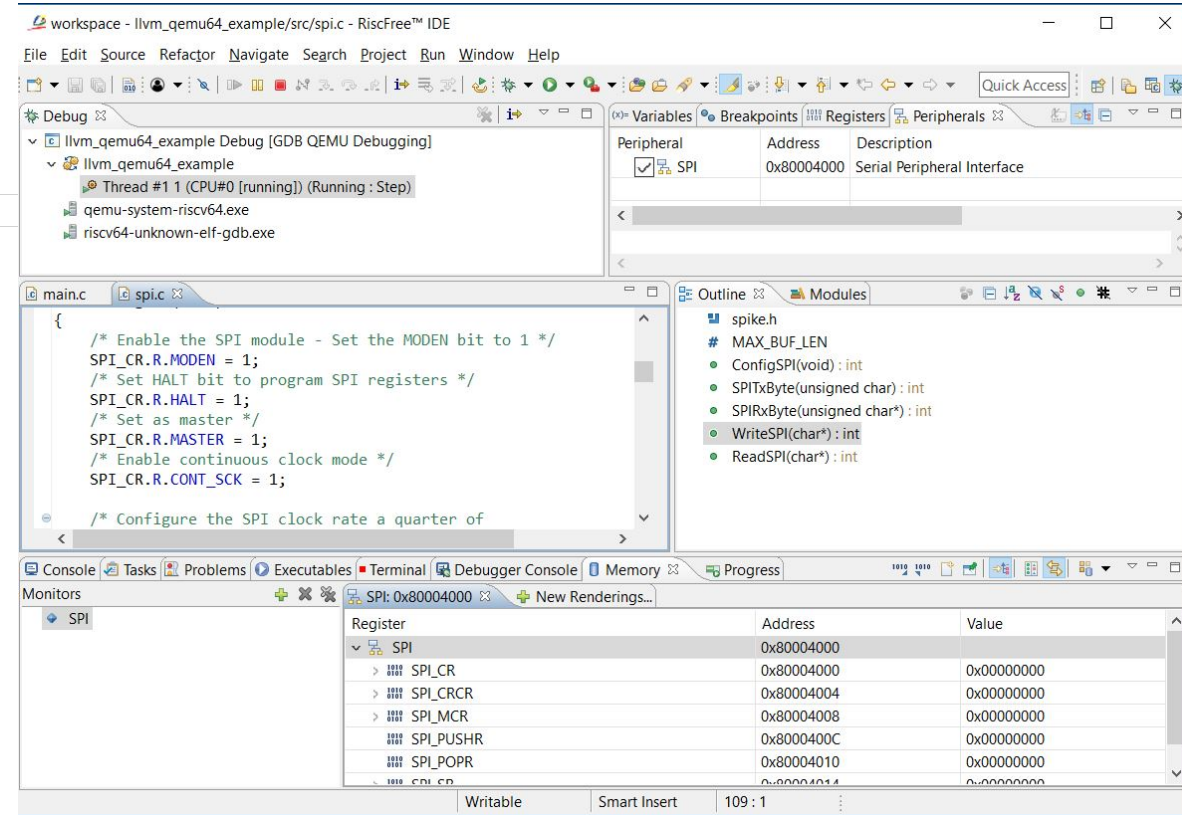 workspace - llvm_qemu64_example/src/spi.c - RiscFree™ IDE
File Edit Source Refactor Navigate Search Project Run Window Help
Quick Access
Debug
llvm_qemu64_example Debug [GDB QEMU Debugging]
llvm_qemu64_example
Thread #1 1 (CPU#0 [running]) (Running : Step)
qemu-system-riscv64.exe
riscv64-unknown-elf-gdb.exe
(x)= Variables Breakpoints Registers Peripherals
Peripheral Address Description
SPI 0x80004000 Serial Peripheral Interface
main.c spi.c
{
/* Enable the SPI module - Set the MODEN bit to 1 */
SPI_CR.R.MODEN = 1;
/* Set HALT bit to program SPI registers */
SPI_CR.R.HALT = 1;
/* Set as master */
SPI_CR.R.MASTER = 1;
/* Enable continuous clock mode */
SPI_CR.R.CONT_SCK = 1;
/* Configure the SPI clock rate a quarter of
Outline Modules
spike.h
# MAX_BUF_LEN
ConfigSPI(void) : int
SPITxByte(unsigned char) : int
SPIRxByte(unsigned char*) : int
WriteSPI(char*) : int
ReadSPI(char*) : int
Console Tasks Problems Executables Terminal Debugger Console Memory Progress
Monitors
SPI
SPI: 0x80004000 New Renderings...
Register Address Value
SPI 0x80004000
SPI_CR 0x80004000 0x00000000
SPI_CRCR 0x80004004 0x00000000
SPI_MCR 0x80004008 0x00000000
SPI_PUSHR 0x8000400C 0x00000000
SPI_POPR 0x80004010 0x00000000
SPI_SR 0x80004014 0x00000000
Writable Smart Insert 109 : 1